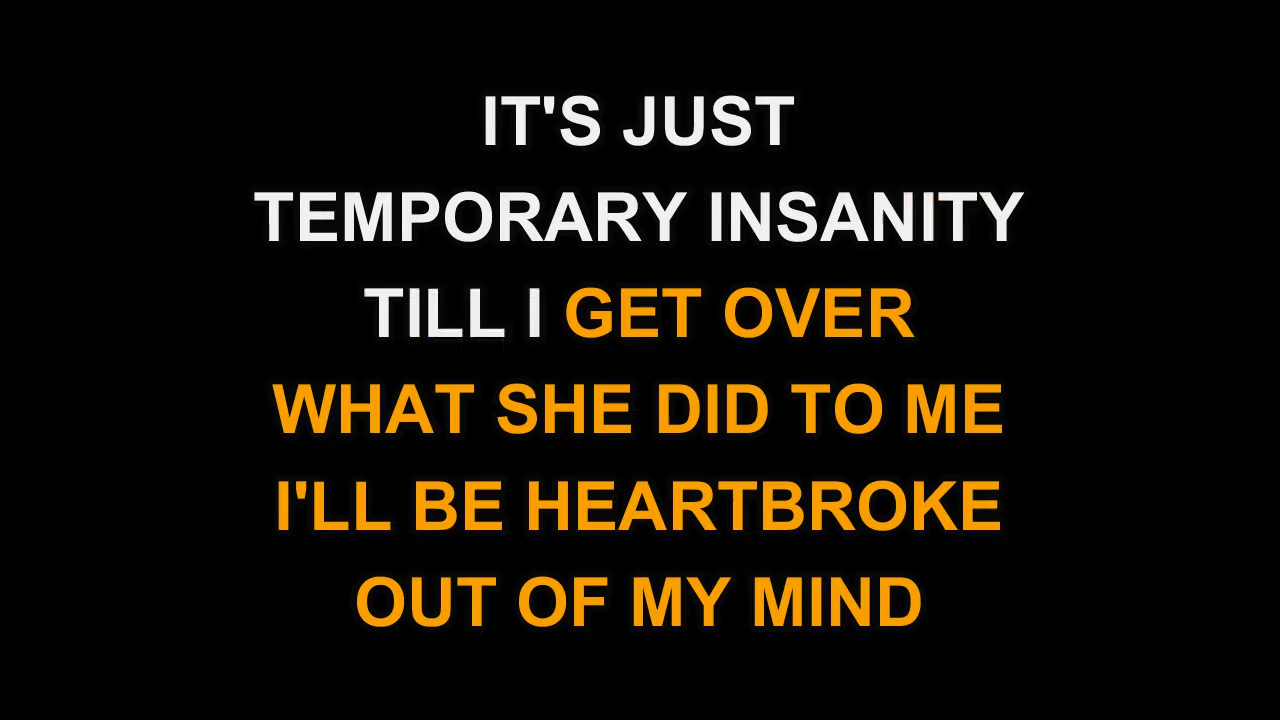 IT'S JUST
TEMPORARY INSANITY
TILL I GET OVER
WHAT SHE DID TO ME
I'LL BE HEARTBROKE
OUT OF MY MIND